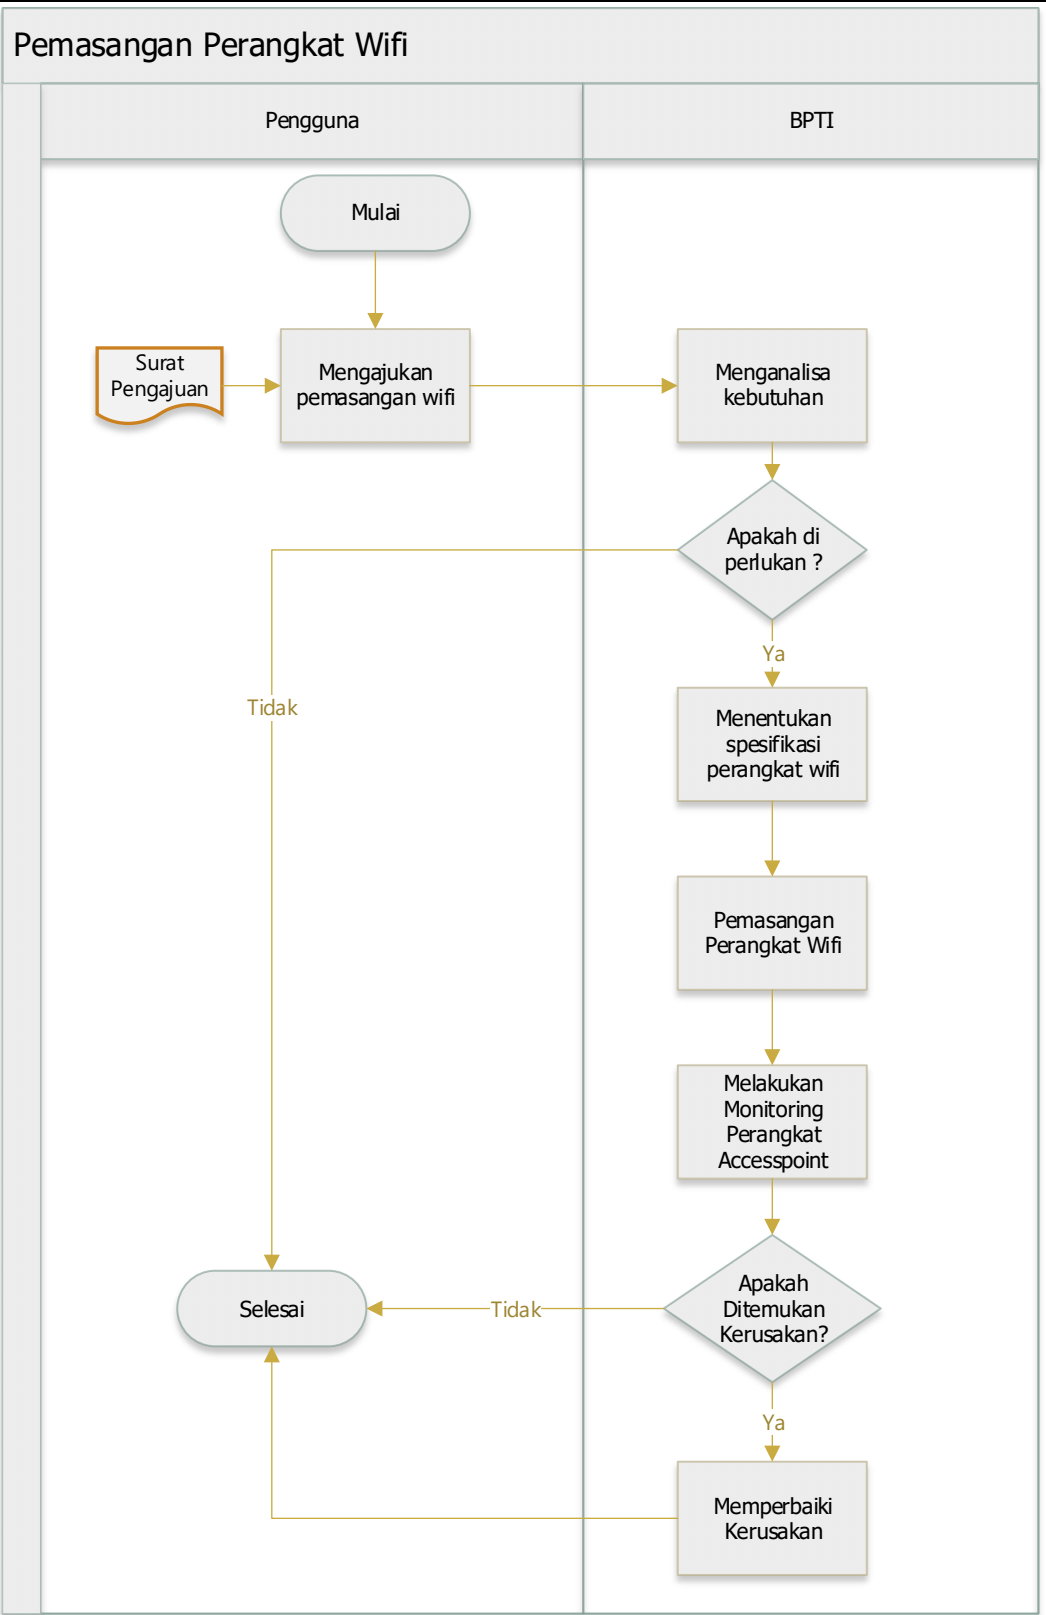 Pemasangan Perangkat Wifi
Pengguna
BPTI
Mulai
Surat
Pengajuan
Mengajukan
pemasangan wifi
Menganalisa
kebutuhan
Apakah di
perlukan ?
Ya
Tidak
Menentukan
spesifikasi
perangkat wifi
Pemasangan
Perangkat Wifi
Melakukan
Monitoring
Perangkat
Accesspoint
Apakah
Ditemukan
Kerusakan?
Tidak
Selesai
Ya
Memperbaiki
Kerusakan